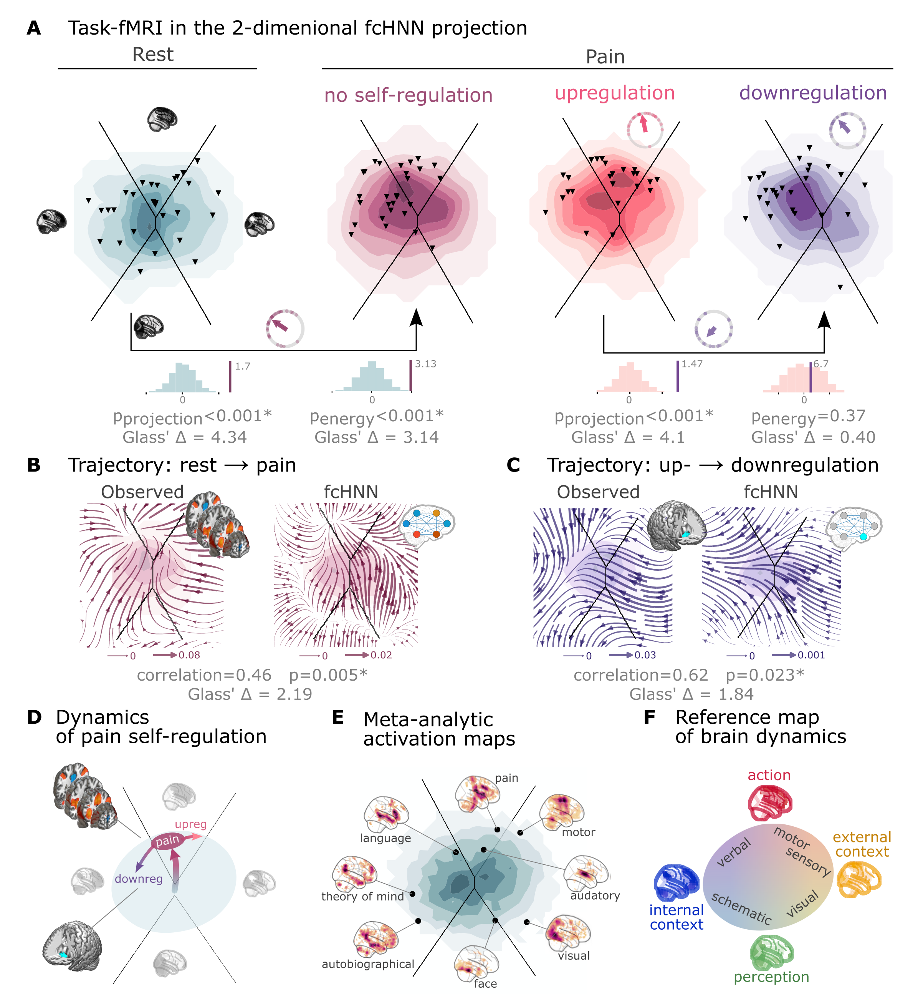 A Task-fMRI in the 2-dimenional fcHNN projection
Rest
Pain
no self-regulation
upregulation
downregulation
1.7
3.13
1.47
6.7
0
0
0
0
pprojection<0.001*
Glass' Δ = 4.34
penergy<0.001*
Glass' Δ = 3.14
pprojection<0.001*
Glass' Δ = 4.1
penergy=0.37
Glass' Δ = 0.40
B Trajectory: rest → pain
Observed
fcHNN
0
0.08
0
0.02
correlation=0.46 p=0.005*
Glass' Δ = 2.19
C Trajectory: up- → downregulation
Observed
fcHNN
0
0.03
0
0.001
correlation=0.62 p=0.023*
Glass' Δ = 1.84
D Dynamics
of pain self-regulation
upreg
pain
downreg
E Meta-analytic
activation maps
pain
language
motor
theory of mind
audatory
autobiographical
visual
face
F Reference map
of brain dynamics
action
external
context
verbal
motor
sensory
internal
context
schematic
visual
perception